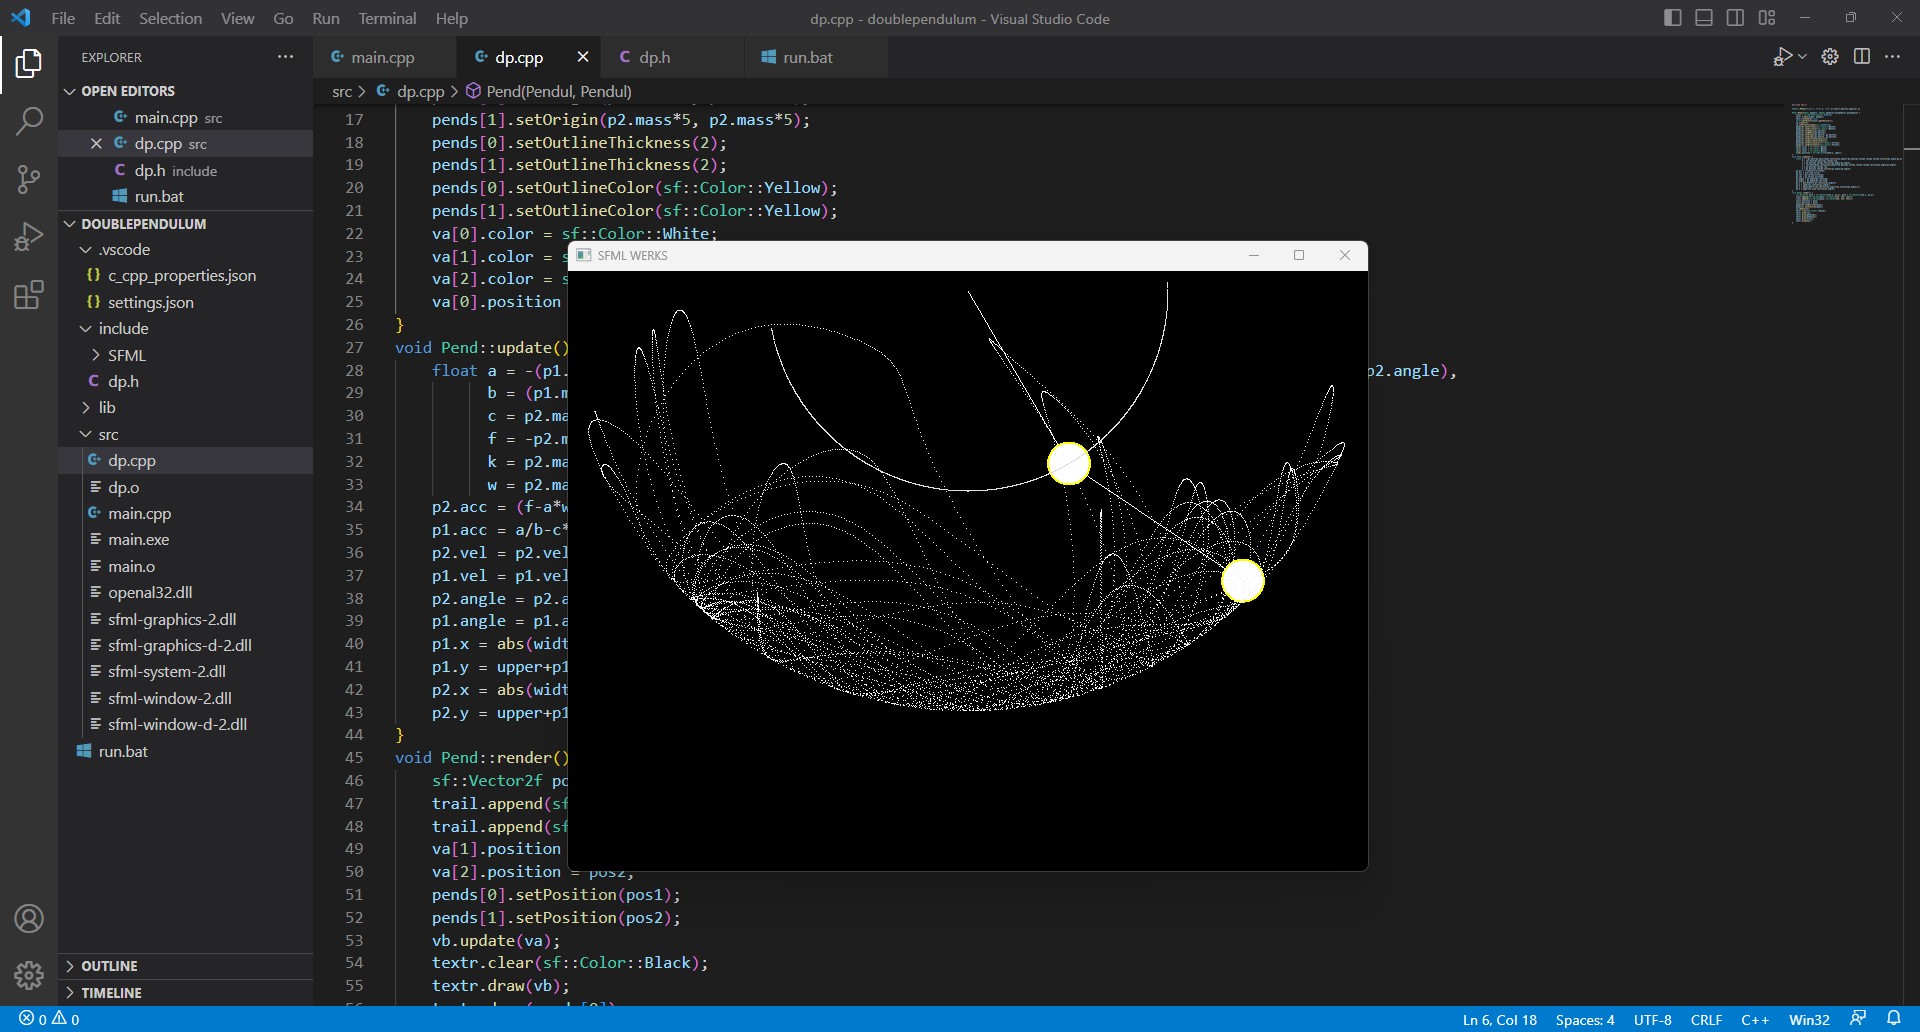 File Edit Selection View Go Run Terminal Help
dp.cpp - doublependulum - Visual Studio Code
EXPLORER
OPEN EDITORS
main.cpp src
dp.cpp src
dp.h include
run.bat
DOUBLEPENDULUM
.vscode
c_cpp_properties.json
settings.json
include
SFML
dp.h
lib
src
dp.cpp
dp.o
main.cpp
main.exe
main.o
openal32.dll
sfml-graphics-2.dll
sfml-graphics-d-2.dll
sfml-system-2.dll
sfml-window-2.dll
sfml-window-d-2.dll
run.bat
OUTLINE
TIMELINE
main.cpp dp.cpp dp.h run.bat
src > dp.cpp > Pend(Pendul, Pendul)
17 pends[1].setOrigin(p2.mass*5, p2.mass*5);
18 pends[0].setOutlineThickness(2);
19 pends[1].setOutlineThickness(2);
20 pends[0].setOutlineColor(sf::Color::Yellow);
21 pends[1].setOutlineColor(sf::Color::Yellow);
22 va[0].color = sf::Color::White;
23 va[1].color = s
24 va[2].color = s
25 va[0].position
26 }
27 void Pend::update()
28 float a = -(p1. p2.angle),
29 b = (p1.m
30 c = p2.ma
31 f = -p2.m
32 k = p2.ma
33 w = p2.ma
34 p2.acc = (f-a*w
35 p1.acc = a/b-c*
36 p2.vel = p2.vel
37 p1.vel = p1.vel
38 p2.angle = p2.a
39 p1.angle = p1.a
40 p1.x = abs(widt
41 p1.y = upper+p1
42 p2.x = abs(widt
43 p2.y = upper+p1
44 }
45 void Pend::render()
46 sf::Vector2f po
47 trail.append(sf
48 trail.append(sf
49 va[1].position
50 va[2].position = pos2;
51 pends[0].setPosition(pos1);
52 pends[1].setPosition(pos2);
53 vb.update(va);
54 textr.clear(sf::Color::Black);
55 textr.draw(vb);
SFML WERKS
0 0
Ln 6, Col 18 Spaces: 4 UTF-8 CRLF C++ Win32